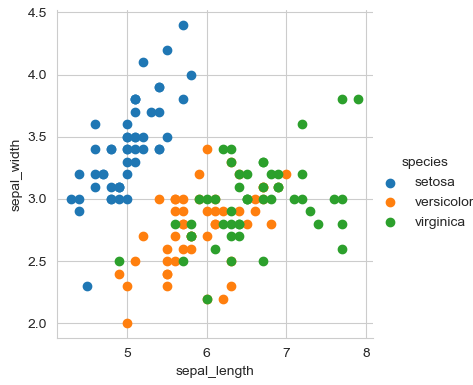 4.5
4.0
3.5
3.0
2.5
2.0
sepal_width
5 6 7 8
sepal_length
species
setosa
versicolor
virginica